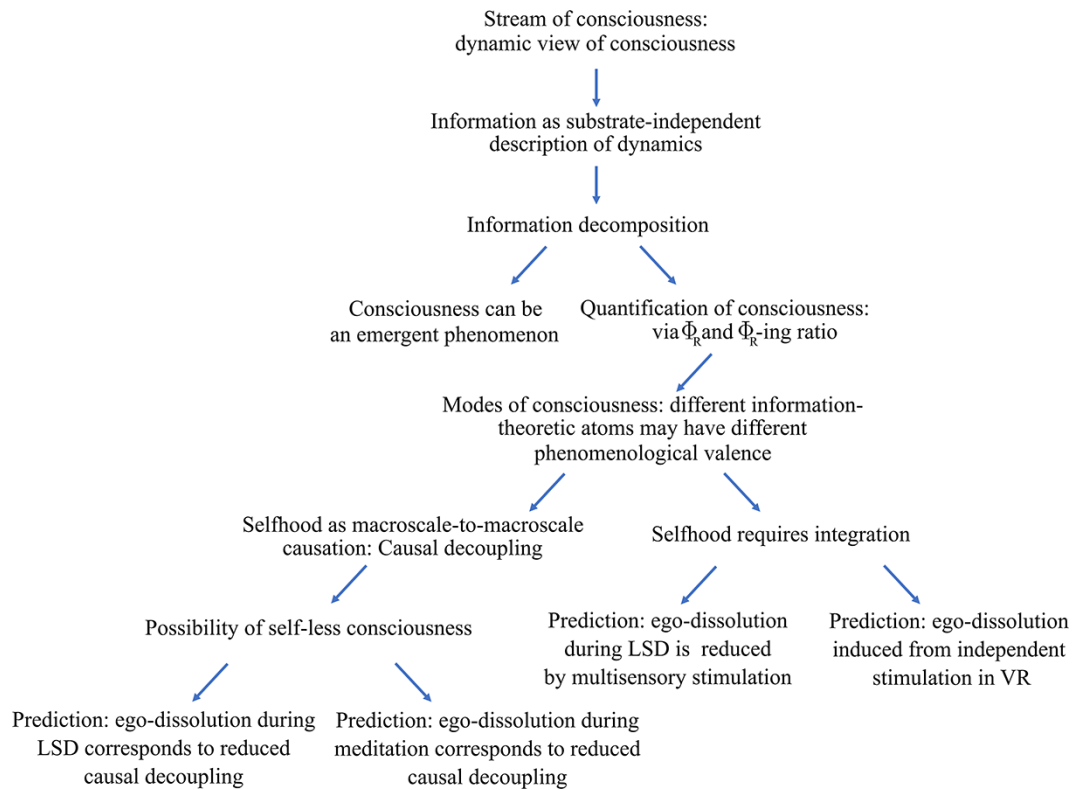 Stream of consciousness:
dynamic view of consciousness
Information as substrate-independent
description of dynamics
Information decomposition
Consciousness can be
an emergent phenomenon
Quantification of consciousness:
via Φ_R and Φ_R-ing ratio
Modes of consciousness: different information-
theoretic atoms may have different
phenomenological valence
Selfhood as macroscale-to-macroscale
causation: Causal decoupling
Selfhood requires integration
Possibility of self-less consciousness
Prediction: ego-dissolution
during LSD is reduced
by multisensory stimulation
Prediction: ego-dissolution
induced from independent
stimulation in VR
Prediction: ego-dissolution during
LSD corresponds to reduced
causal decoupling
Prediction: ego-dissolution during
meditation corresponds to reduced
causal decoupling